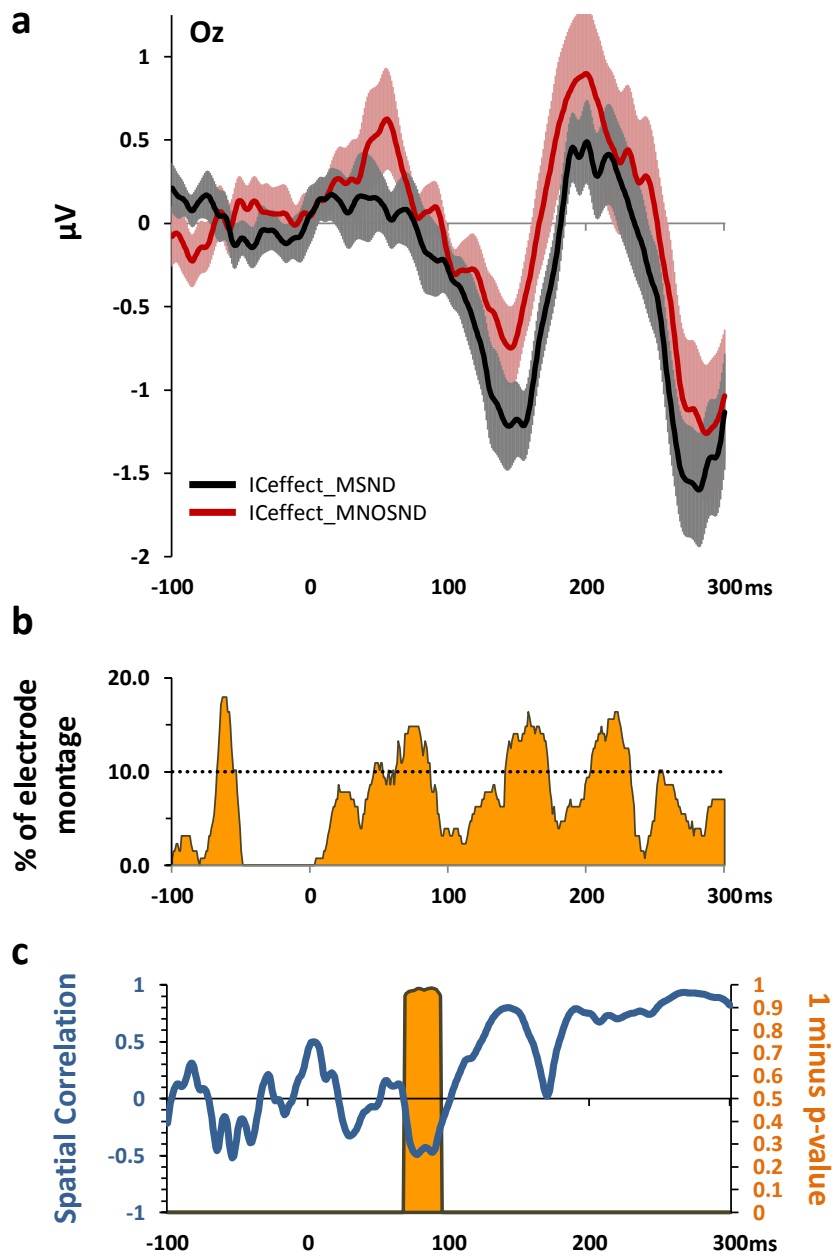 a
Oz
µV
1
0.5
0
-0.5
-1
-1.5
-2
ICeffect_MSND
ICeffect_MNOSND
-100 0 100 200 300ms
b
% of electrode
montage
20.0
10.0
0.0
-100 0 100 200 300ms
c
Spatial Correlation
1
0.5
0
-0.5
-1
1
0.9
0.8
0.7
0.6
0.5
0.4
0.3
0.2
0.1
0
1 minus p-value
-100 0 100 200 300ms